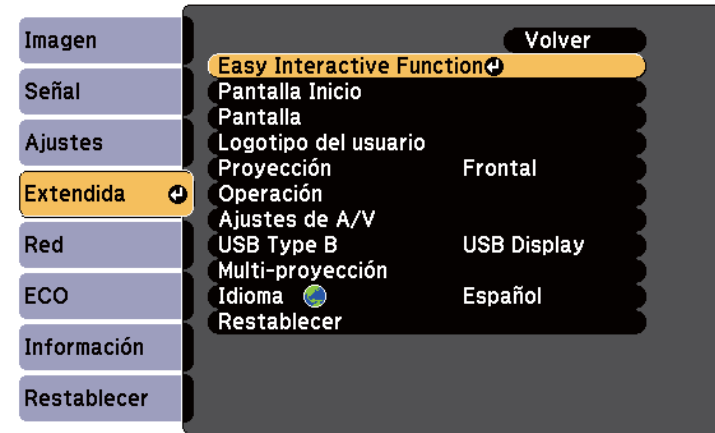 Imagen
Señal
Ajustes
Extendida
Red
ECO
Información
Restablecer
Volver
Easy Interactive Function
Pantalla Inicio
Pantalla
Logotipo del usuario
Proyección Frontal
Operación
Ajustes de A/V
USB Type B USB Display
Multi-proyección
Idioma Español
Restablecer